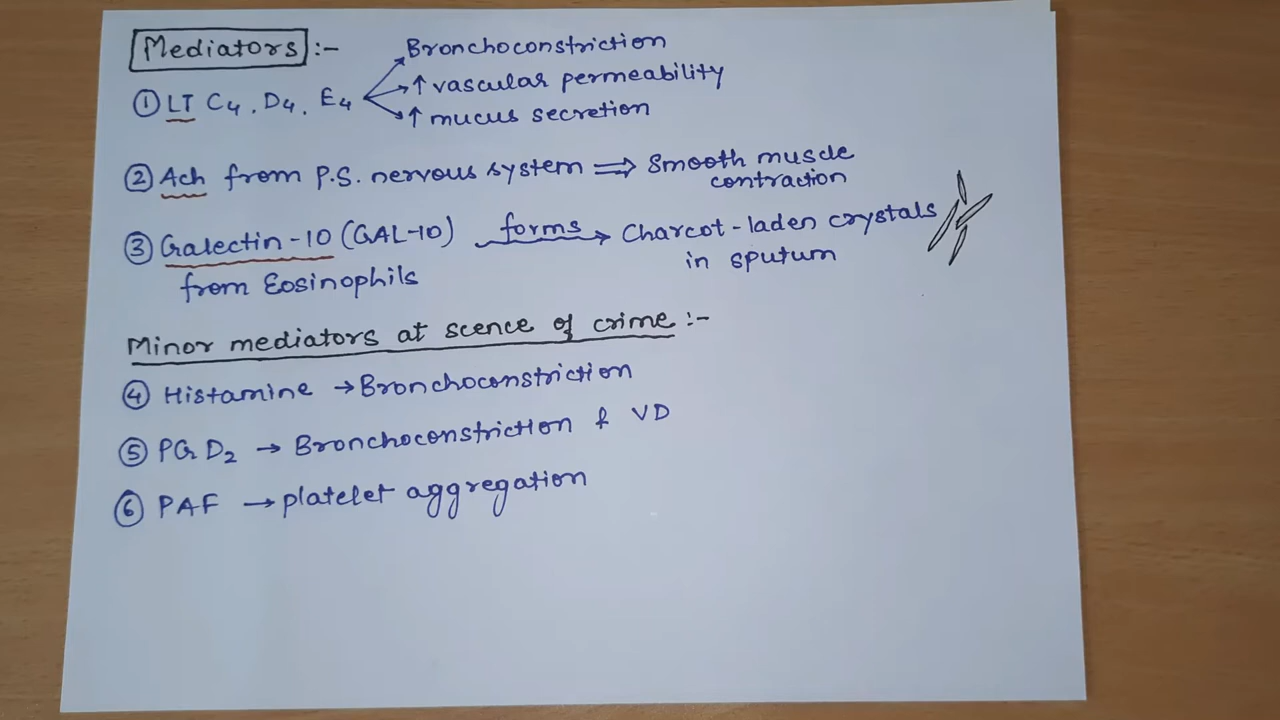 Mediators :-
① LT C4, D4, E4
Bronchoconstriction
↑ vascular permeability
↑ mucus secretion
② Ach from P.S. nervous system ⇒ Smooth muscle
contraction
③ Galectin-10 (GAL-10) forms → Charcot-laden crystals
from Eosinophils in sputum
Minor mediators at scence of crime :-
④ Histamine → Bronchoconstriction
⑤ PG D2 → Bronchoconstriction & VD
⑥ PAF → platelet aggregation